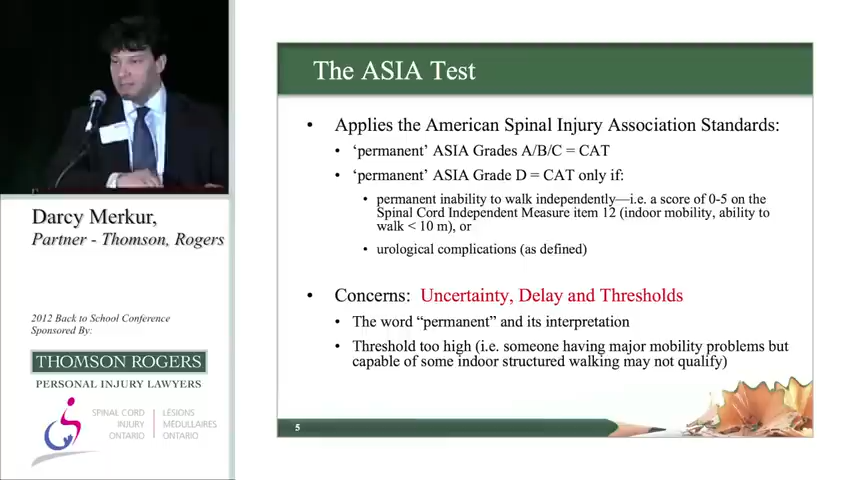 Darcy Merkur,
Partner - Thomson, Rogers
2012 Back to School Conference
Sponsored By:
THOMSON ROGERS
PERSONAL INJURY LAWYERS
SPINAL CORD
INJURY
ONTARIO
LÉSIONS
MÉDULLAIRES
ONTARIO
The ASIA Test
• Applies the American Spinal Injury Association Standards:
• ‘permanent’ ASIA Grades A/B/C = CAT
• ‘permanent’ ASIA Grade D = CAT only if:
• permanent inability to walk independently—i.e. a score of 0-5 on the
Spinal Cord Independent Measure item 12 (indoor mobility, ability to
walk < 10 m), or
• urological complications (as defined)
• Concerns: Uncertainty, Delay and Thresholds
• The word “permanent” and its interpretation
• Threshold too high (i.e. someone having major mobility problems but
capable of some indoor structured walking may not qualify)
5